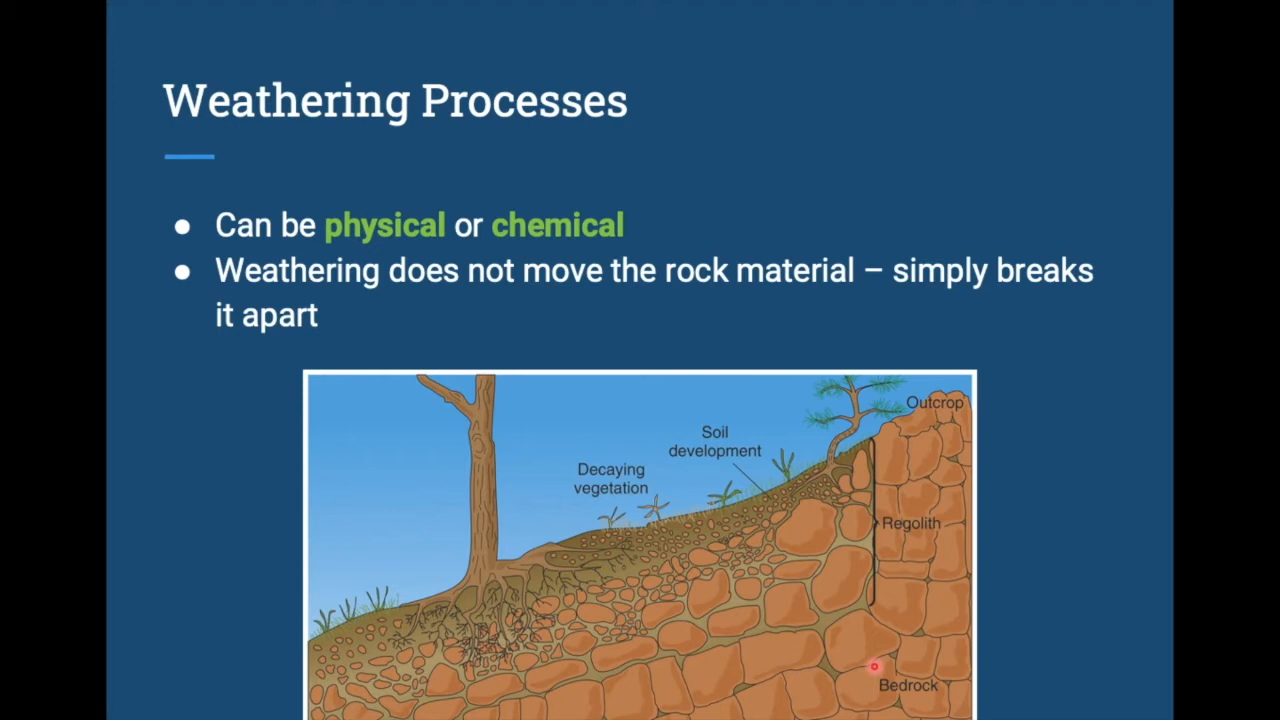 Weathering Processes
● Can be physical or chemical
● Weathering does not move the rock material – simply breaks
it apart
Outcrop
Soil
development
Decaying
vegetation
Regolith
Bedrock